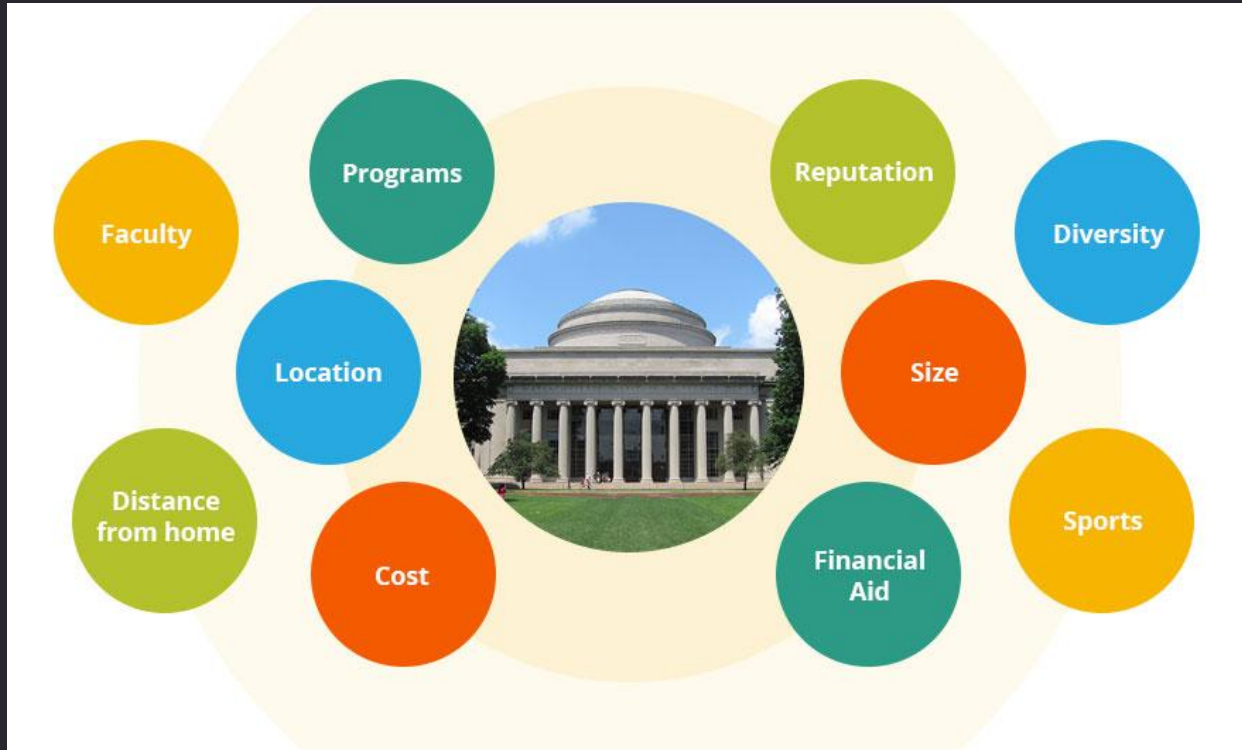 Programs
Reputation
Faculty
Diversity
Location
Size
Distance
from home
Sports
Cost
Financial
Aid